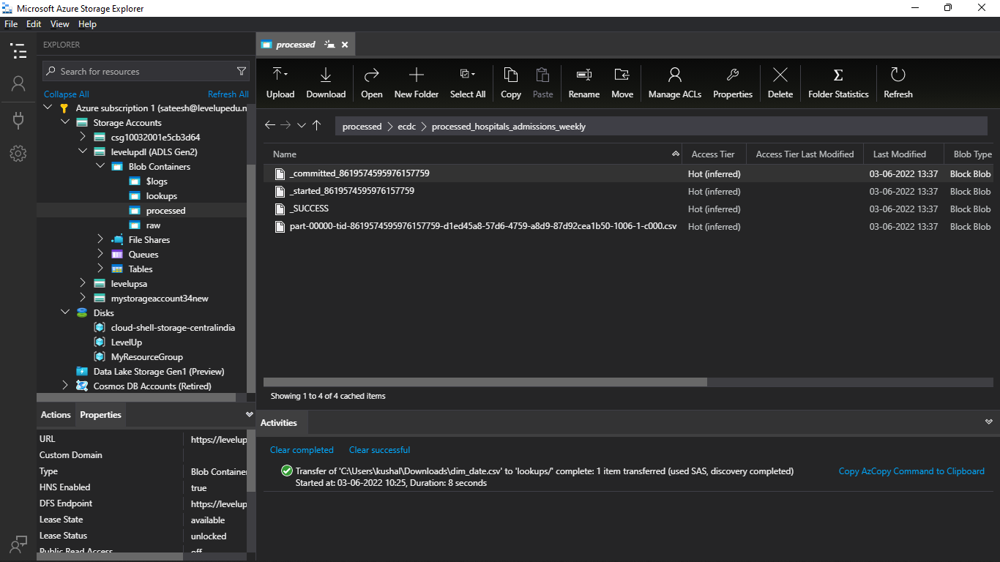 Microsoft Azure Storage Explorer
File Edit View Help
EXPLORER
Search for resources
Collapse All Refresh All
Azure subscription 1 (sateesh@levelupedu.n
Storage Accounts
csg10032001e5cb3d64
levelupdl (ADLS Gen2)
Blob Containers
$logs
lookups
processed
raw
File Shares
Queues
Tables
levelupsa
mystorageaccount34new
Disks
cloud-shell-storage-centralindia
LevelUp
MyResourceGroup
Data Lake Storage Gen1 (Preview)
Cosmos DB Accounts (Retired)
Actions Properties
URL https://levelup
Custom Domain
Type Blob Containe
HNS Enabled true
DFS Endpoint https://levelup
Lease State available
Lease Status unlocked
Public Read Access off
processed
Upload Download Open New Folder Select All Copy Paste Rename Move Manage ACLs Properties Delete Folder Statistics Refresh
processed > ecdc > processed_hospitals_admissions_weekly
Name Access Tier Access Tier Last Modified Last Modified Blob Type
_committed_8619574595976157759 Hot (inferred) 03-06-2022 13:37 Block Blob
_started_8619574595976157759 Hot (inferred) 03-06-2022 13:37 Block Blob
_SUCCESS Hot (inferred) 03-06-2022 13:37 Block Blob
part-00000-tid-8619574595976157759-d1ed45a8-57d6-4759-a8d9-87d92cea1b50-1006-1-c000.csv Hot (inferred) 03-06-2022 13:37 Block Blob
Showing 1 to 4 of 4 cached items
Activities
Clear completed Clear successful
Transfer of 'C:\Users\kushal\Downloads\dim_date.csv' to 'lookups/' complete: 1 item transferred (used SAS, discovery completed) Copy AzCopy Command to Clipboard
Started at: 03-06-2022 10:25, Duration: 8 seconds